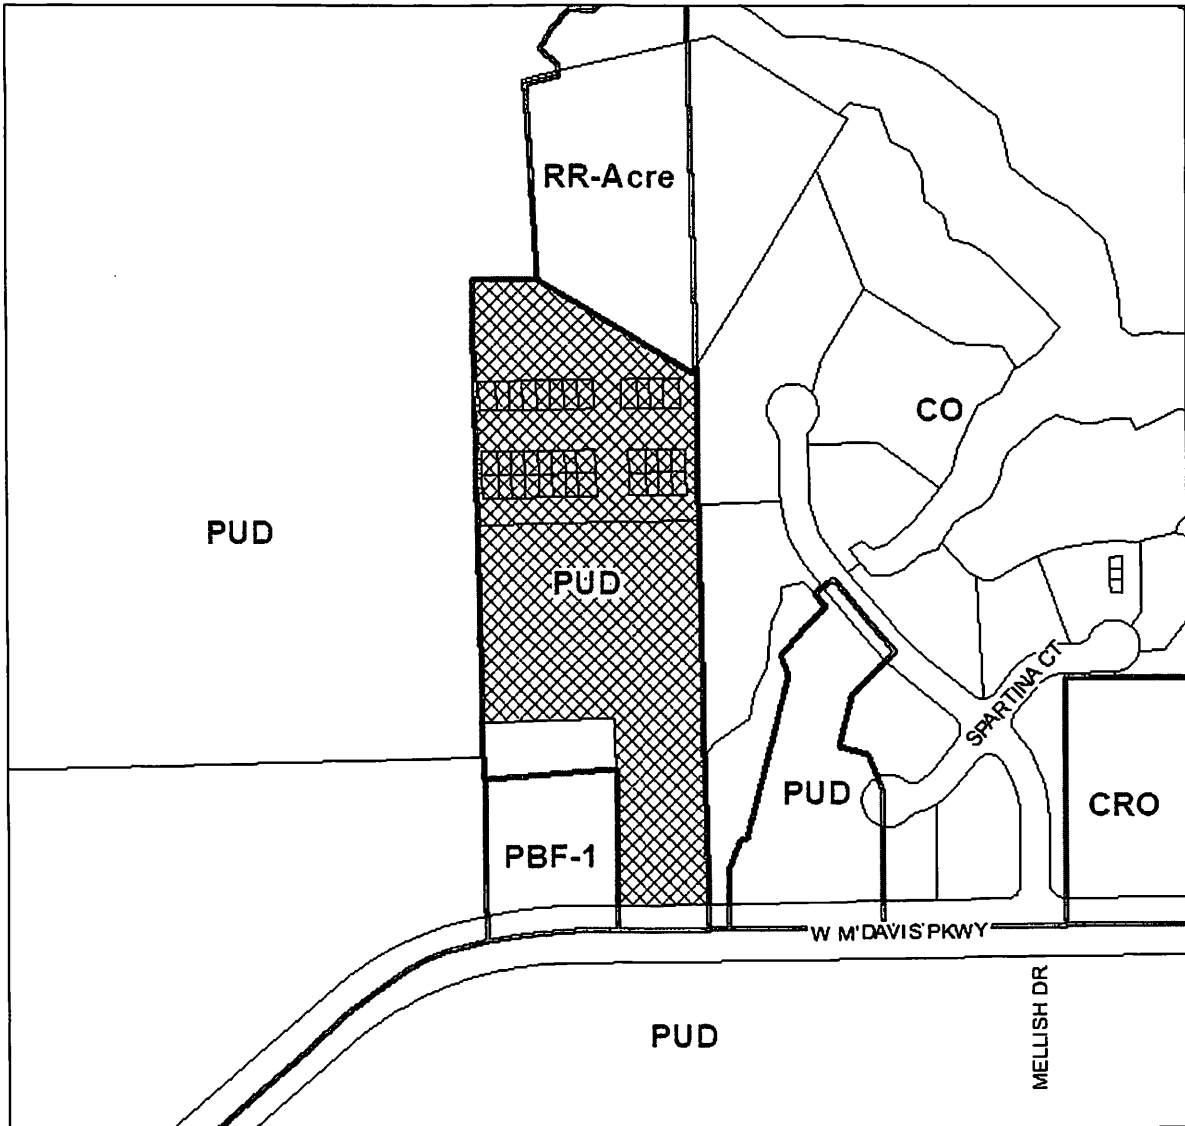 RR-Acre
CO
PUD
PUD
SPARTINA CT
PUD
CRO
PBF-1
W M DAVIS PKWY
MELLISH DR
PUD